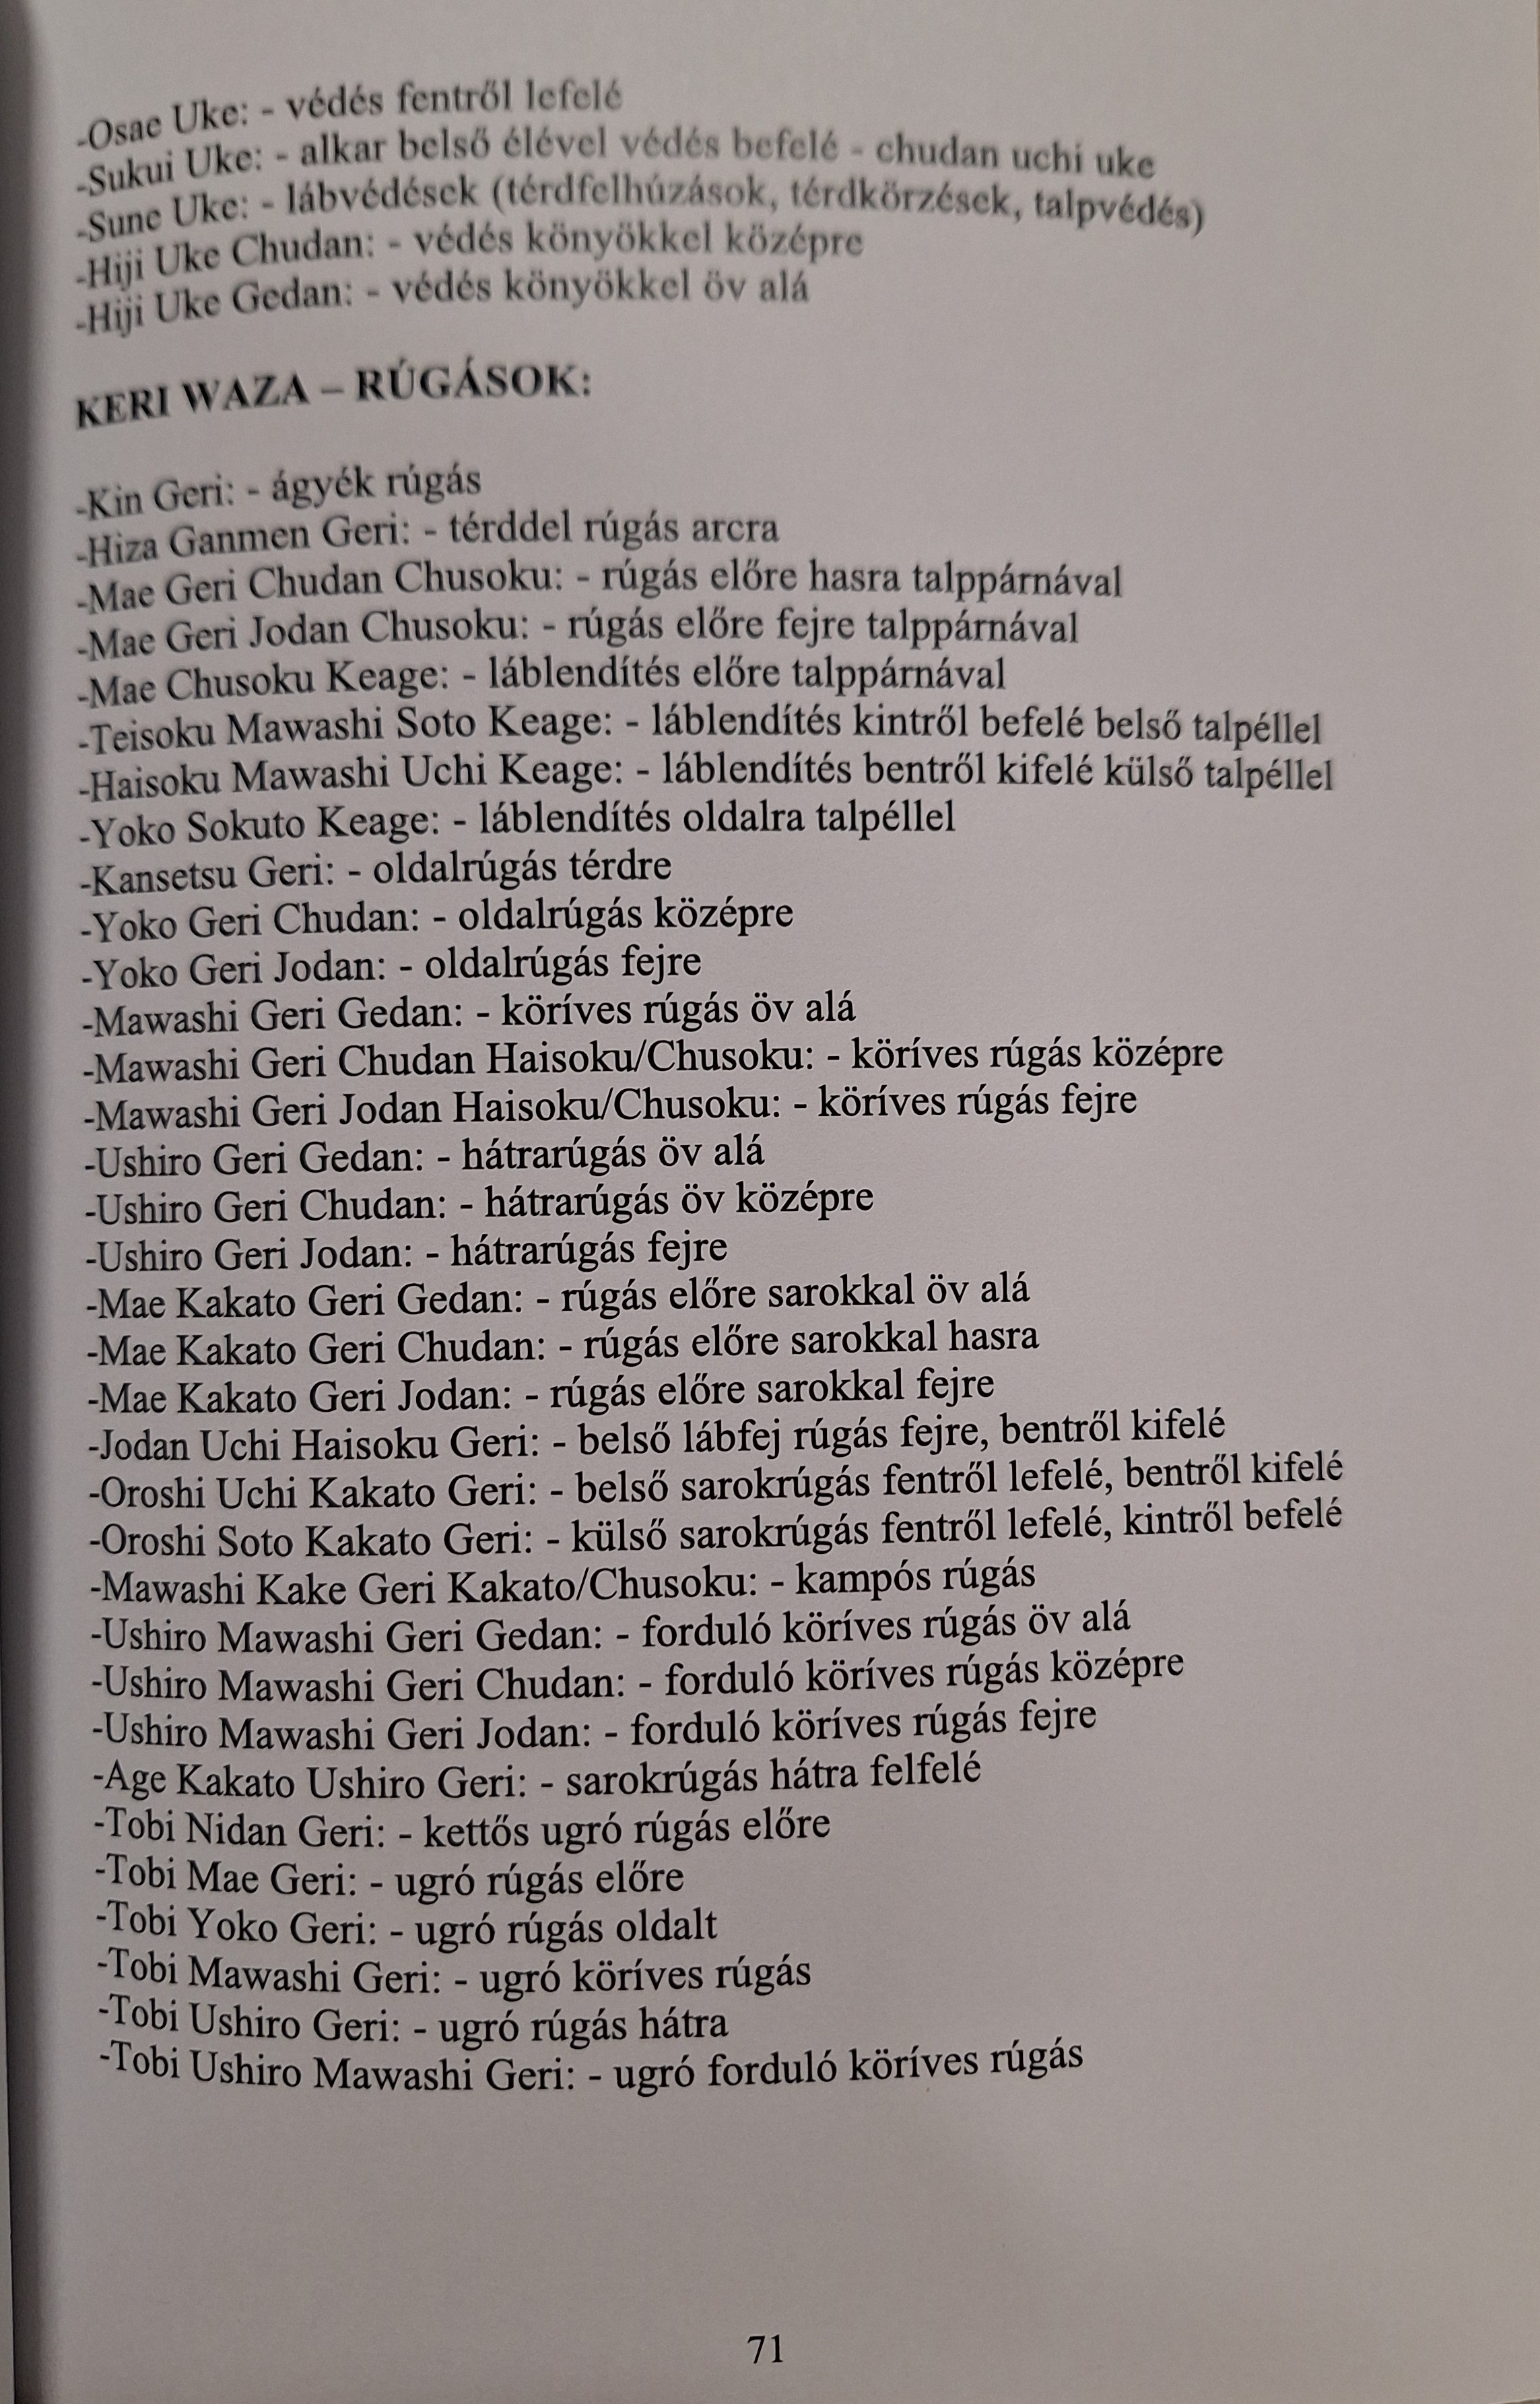 -Osae Uke: - védés fentről lefelé
-Sukui Uke: - alkar belső élével védés befelé - chudan uchi uke
-Sune Uke: - lábvédések (térdfelhúzások, térdkörzések, talpvédés)
-Hiji Uke Chudan: - védés könyökkel középre
-Hiji Uke Gedan: - védés könyökkel öv alá
KERI WAZA – RÚGÁSOK:
-Kin Geri: - ágyék rúgás
-Hiza Ganmen Geri: - térddel rúgás arcra
-Mae Geri Chudan Chusoku: - rúgás előre hasra talppárnával
-Mae Geri Jodan Chusoku: - rúgás előre fejre talppárnával
-Mae Chusoku Keage: - láblendítés előre talppárnával
-Teisoku Mawashi Soto Keage: - láblendítés kintről befelé belső talpéllel
-Haisoku Mawashi Uchi Keage: - láblendítés bentről kifelé külső talpéllel
-Yoko Sokuto Keage: - láblendítés oldalra talpéllel
-Kansetsu Geri: - oldalrúgás térdre
-Yoko Geri Chudan: - oldalrúgás középre
-Yoko Geri Jodan: - oldalrúgás fejre
-Mawashi Geri Gedan: - köríves rúgás öv alá
-Mawashi Geri Chudan Haisoku/Chusoku: - köríves rúgás középre
-Mawashi Geri Jodan Haisoku/Chusoku: - köríves rúgás fejre
-Ushiro Geri Gedan: - hátrarúgás öv alá
-Ushiro Geri Chudan: - hátrarúgás öv középre
-Ushiro Geri Jodan: - hátrarúgás fejre
-Mae Kakato Geri Gedan: - rúgás előre sarokkal öv alá
-Mae Kakato Geri Chudan: - rúgás előre sarokkal hasra
-Mae Kakato Geri Jodan: - rúgás előre sarokkal fejre
-Jodan Uchi Haisoku Geri: - belső lábfej rúgás fejre, bentről kifelé
-Oroshi Uchi Kakato Geri: - belső sarokrúgás fentről lefelé, bentről kifelé
-Oroshi Soto Kakato Geri: - külső sarokrúgás fentről lefelé, kintről befelé
-Mawashi Kake Geri Kakato/Chusoku: - kampós rúgás
-Ushiro Mawashi Geri Gedan: - forduló köríves rúgás öv alá
-Ushiro Mawashi Geri Chudan: - forduló köríves rúgás középre
-Ushiro Mawashi Geri Jodan: - forduló köríves rúgás fejre
-Age Kakato Ushiro Geri: - sarokrúgás hátra felfelé
-Tobi Nidan Geri: - kettős ugró rúgás előre
-Tobi Mae Geri: - ugró rúgás előre
-Tobi Yoko Geri: - ugró rúgás oldalt
-Tobi Mawashi Geri: - ugró köríves rúgás
-Tobi Ushiro Geri: - ugró rúgás hátra
-Tobi Ushiro Mawashi Geri: - ugró forduló köríves rúgás
71